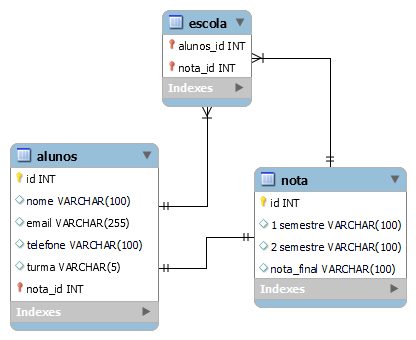 escola
alunos_id INT
nota_id INT
Indexes
alunos
id INT
nome VARCHAR(100)
email VARCHAR(255)
telefone VARCHAR(100)
turma VARCHAR(5)
nota_id INT
Indexes
nota
id INT
1 semestre VARCHAR(100)
2 semestre VARCHAR(100)
nota_final VARCHAR(100)
Indexes